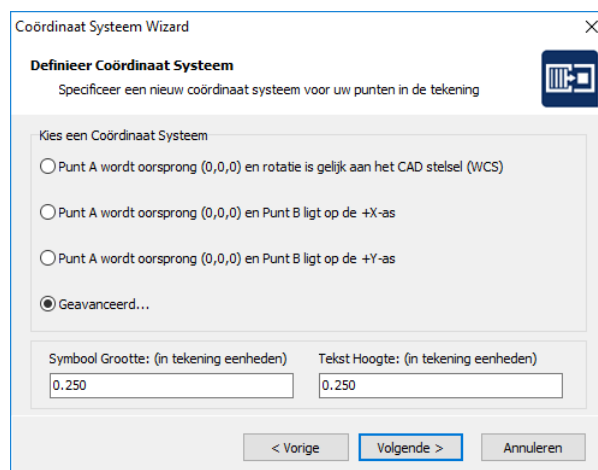 Coördinaat Systeem Wizard
Definieer Coördinaat Systeem
Specificeer een nieuw coördinaat systeem voor uw punten in de tekening
Kies een Coördinaat Systeem
Punt A wordt oorsprong (0,0,0) en rotatie is gelijk aan het CAD stelsel (WCS)
Punt A wordt oorsprong (0,0,0) en Punt B ligt op de +X-as
Punt A wordt oorsprong (0,0,0) en Punt B ligt op de +Y-as
Geavanceerd...
Symbool Grootte: (in tekening eenheden) Tekst Hoogte: (in tekening eenheden)
0.250 0.250
< Vorige Volgende > Annuleren